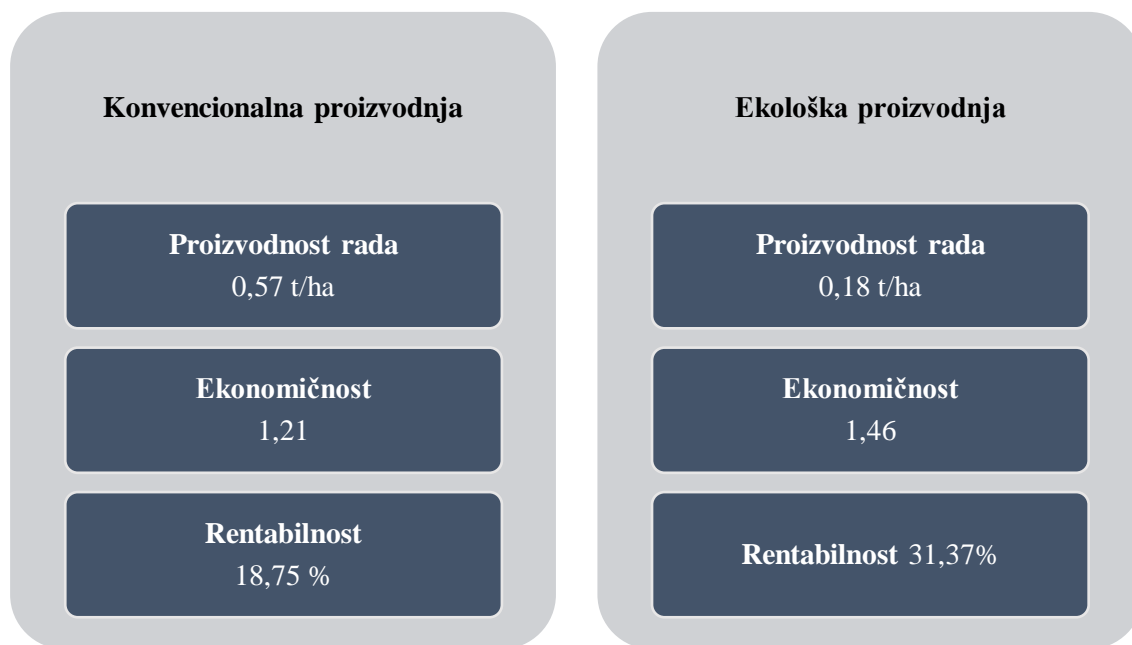 Konvencionalna proizvodnja
Proizvodnost rada
0,57 t/ha
Ekonomičnost
1,21
Rentabilnost
18,75 %
Ekološka proizvodnja
Proizvodnost rada
0,18 t/ha
Ekonomičnost
1,46
Rentabilnost 31,37%